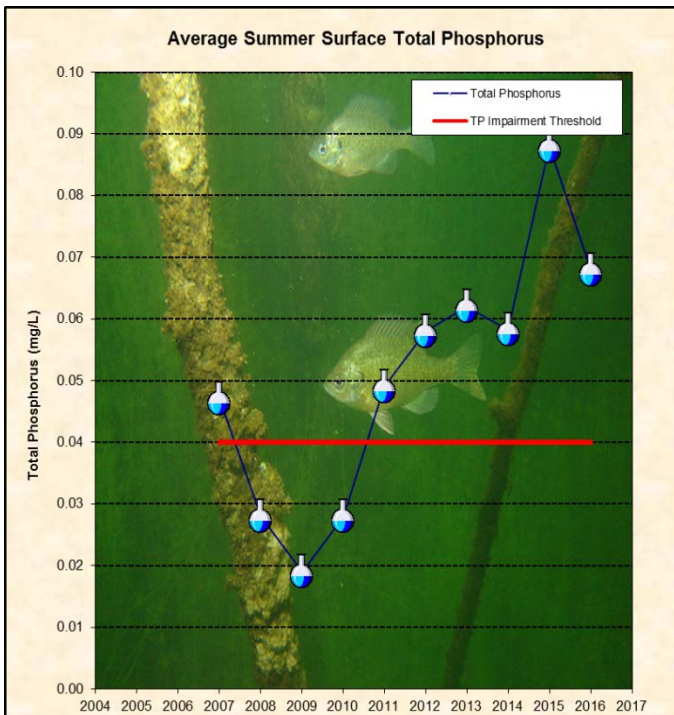 Average Summer Surface Total Phosphorus
Total Phosphorus
TP Impairment Threshold
Total Phosphorus (mg/L)
0.10
0.09
0.08
0.07
0.06
0.05
0.04
0.03
0.02
0.01
0.00
2004 2005 2006 2007 2008 2009 2010 2011 2012 2013 2014 2015 2016 2017